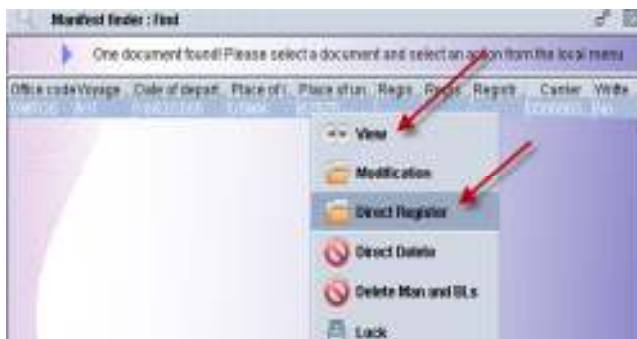 Manifest finder : Find
One document found! Please select a document and select an action from the local menu
Office code Voyage Date of depart. Place of l. Place of un. Regis Regis Registr. Carrier Write
View
Modification
Direct Register
Direct Delete
Delete Man and BLs
Lock